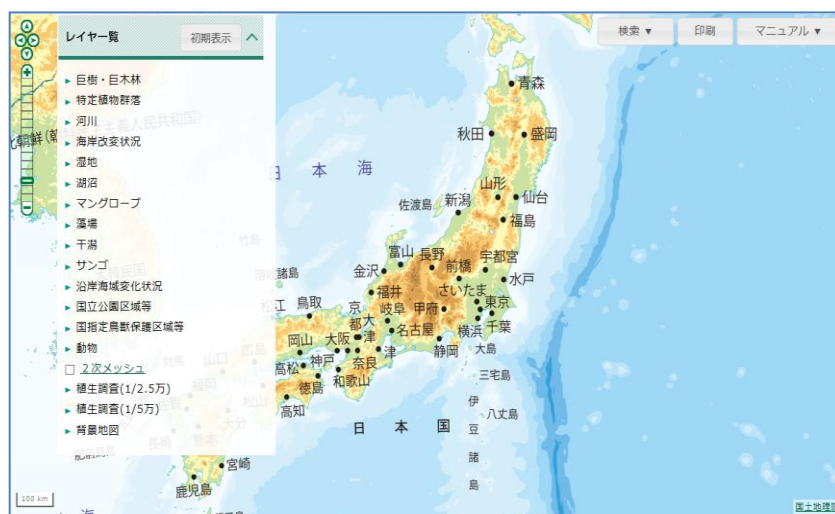 レイヤー覧
初期表示
検索 ▼
印刷
マニュアル ▼
巨樹・巨木林
特定植物群落
河川
海岸改変状況
湿地
湖沼
マングローブ
藻場
干潟
サンゴ
沿岸海域変化状況
国立公園区域等
国指定鳥獣保護区域等
動物
2次メッシュ
植生調査(1/2.5万)
植生調査(1/5万)
背景地図
青森
秋田
盛岡
日本海
山形
仙台
佐渡島
新潟
福島
富山
長野
宇都宮
前橋
金沢
水戸
さいたま
福井
岐阜
甲府
東京
鳥取
京都
大津
名古屋
横浜
千葉
静岡
岡山
大阪
津
大島
神戸
奈良
高松
和歌山
三宅島
徳島
高知
八丈島
伊豆諸島
日本国
宮崎
鹿児島
100 km
国土地理院